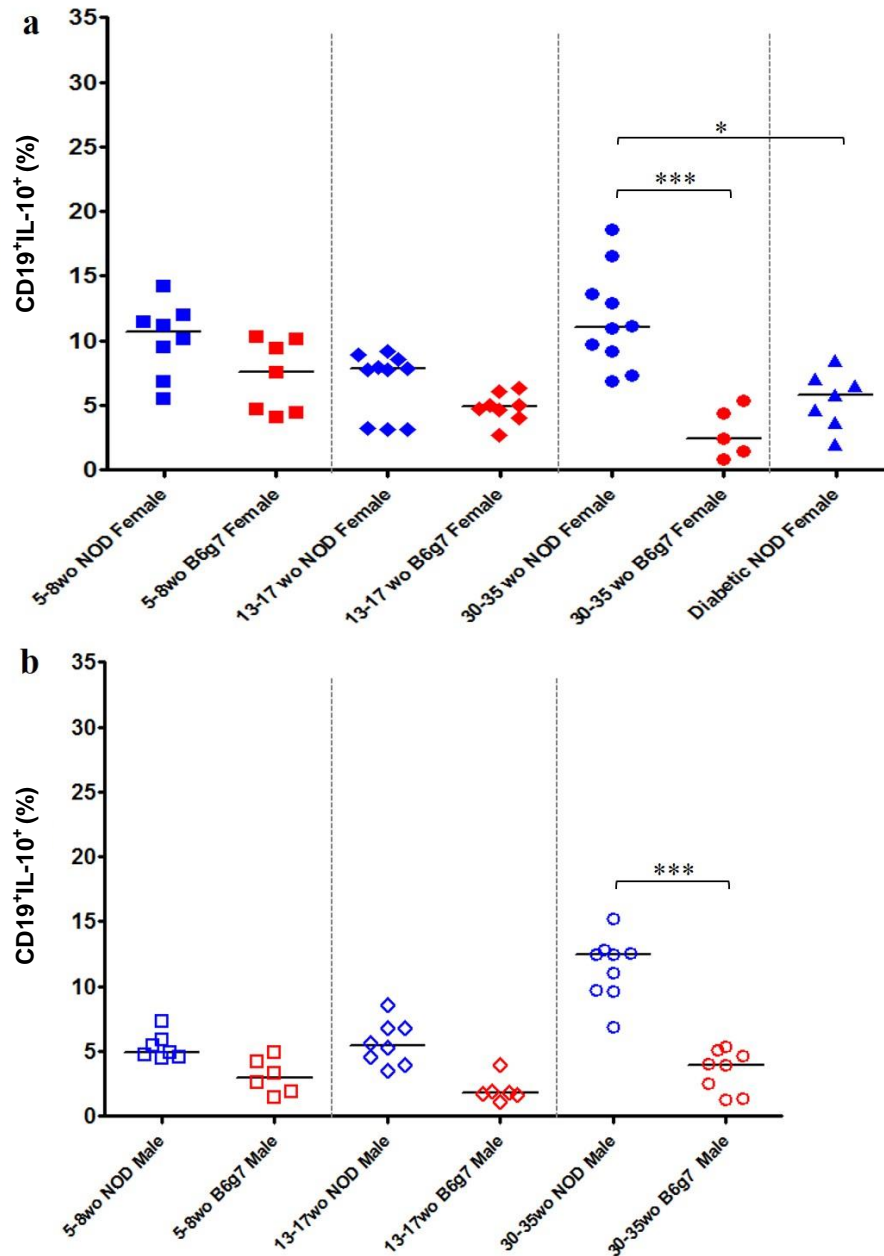 a
CD19⁺IL-10⁺ (%)
35
30
25
20
15
10
5
0
*
***
5-8wo NOD Female
5-8wo B6g7 Female
13-17 wo NOD Female
13-17 wo B6g7 Female
30-35 wo NOD Female
30-35 wo B6g7 Female
Diabetic NOD Female
b
CD19⁺IL-10⁺ (%)
35
30
25
20
15
10
5
0
***
5-8wo NOD Male
5-8wo B6g7 Male
13-17wo NOD Male
13-17wo B6g7 Male
30-35wo NOD Male
30-35wo B6g7 Male